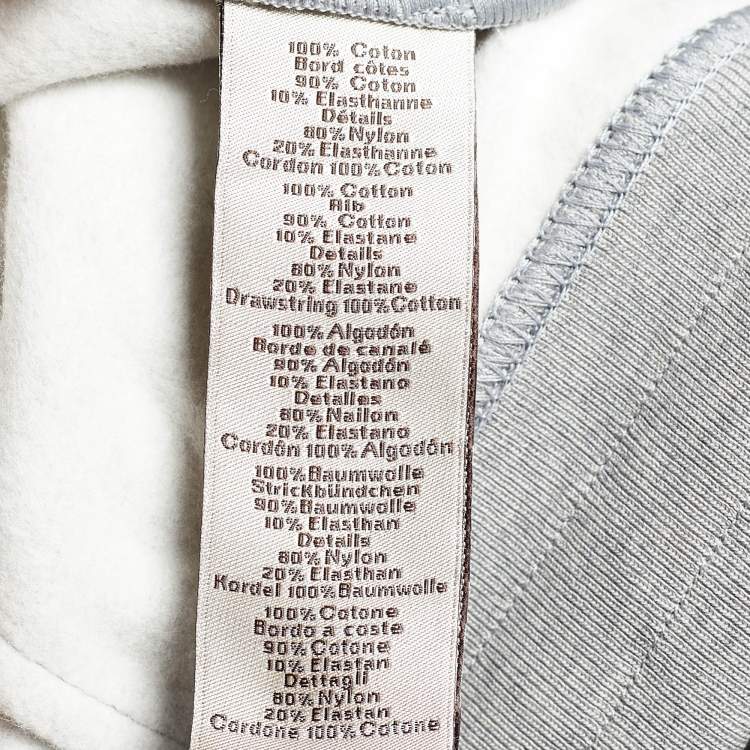 100% Coton
Bord côtes
90% Coton
10% Elasthanne
Détails
80% Nylon
20% Elasthanne
Cordon 100% Coton
100% Cotton
Rib
90% Cotton
10% Elastane
Details
80% Nylon
20% Elastane
Drawstring 100% Cotton
100% Algodón
Borde de canalé
90% Algodón
10% Elastano
Detalles
80% Nailon
20% Elastano
Cordón 100% Algodón
100% Baumwolle
Strickbündchen
90% Baumwolle
10% Elasthan
Details
80% Nylon
20% Elasthan
Kordel 100% Baumwolle
100% Cotone
Bordo a coste
90% Cotone
10% Elastan
Dettagli
80% Nylon
20% Elastan
Cordone 100% Cotone